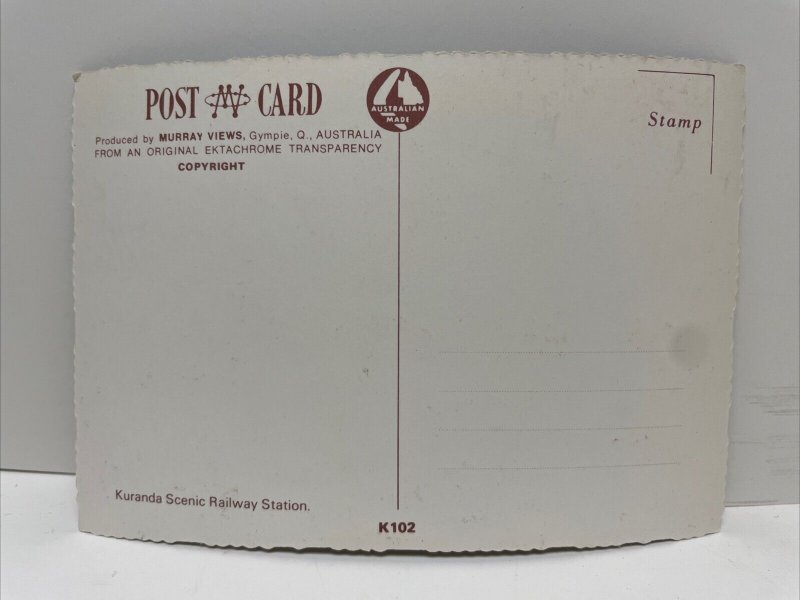 POST MV CARD
AUSTRALIAN
MADE
Stamp
Produced by MURRAY VIEWS, Gympie, Q., AUSTRALIA
FROM AN ORIGINAL EKTACHROME TRANSPARENCY
COPYRIGHT
Kuranda Scenic Railway Station.
K102